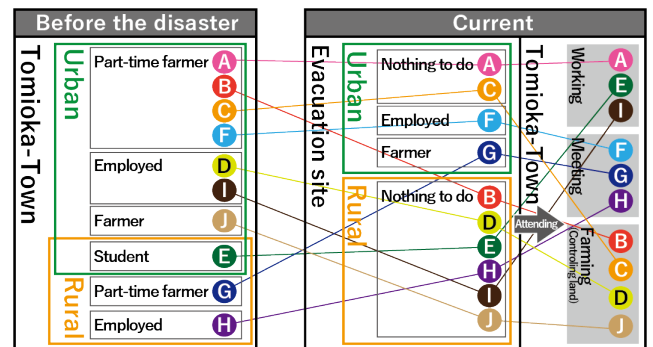 Before the disaster
Current
Tomioka-Town
Urban
Part-time farmer
A
B
C
F
Employed
D
I
Farmer
J
Student
E
Rural
Part-time farmer
G
Employed
H
Evacuation site
Urban
Nothing to do
A
C
Employed
F
Farmer
G
Rural
Nothing to do
B
D
E
H
I
J
Tomioka-Town
Attending
Working
A
E
I
Meeting
F
G
H
Farming
(Controling land)
B
C
D
J